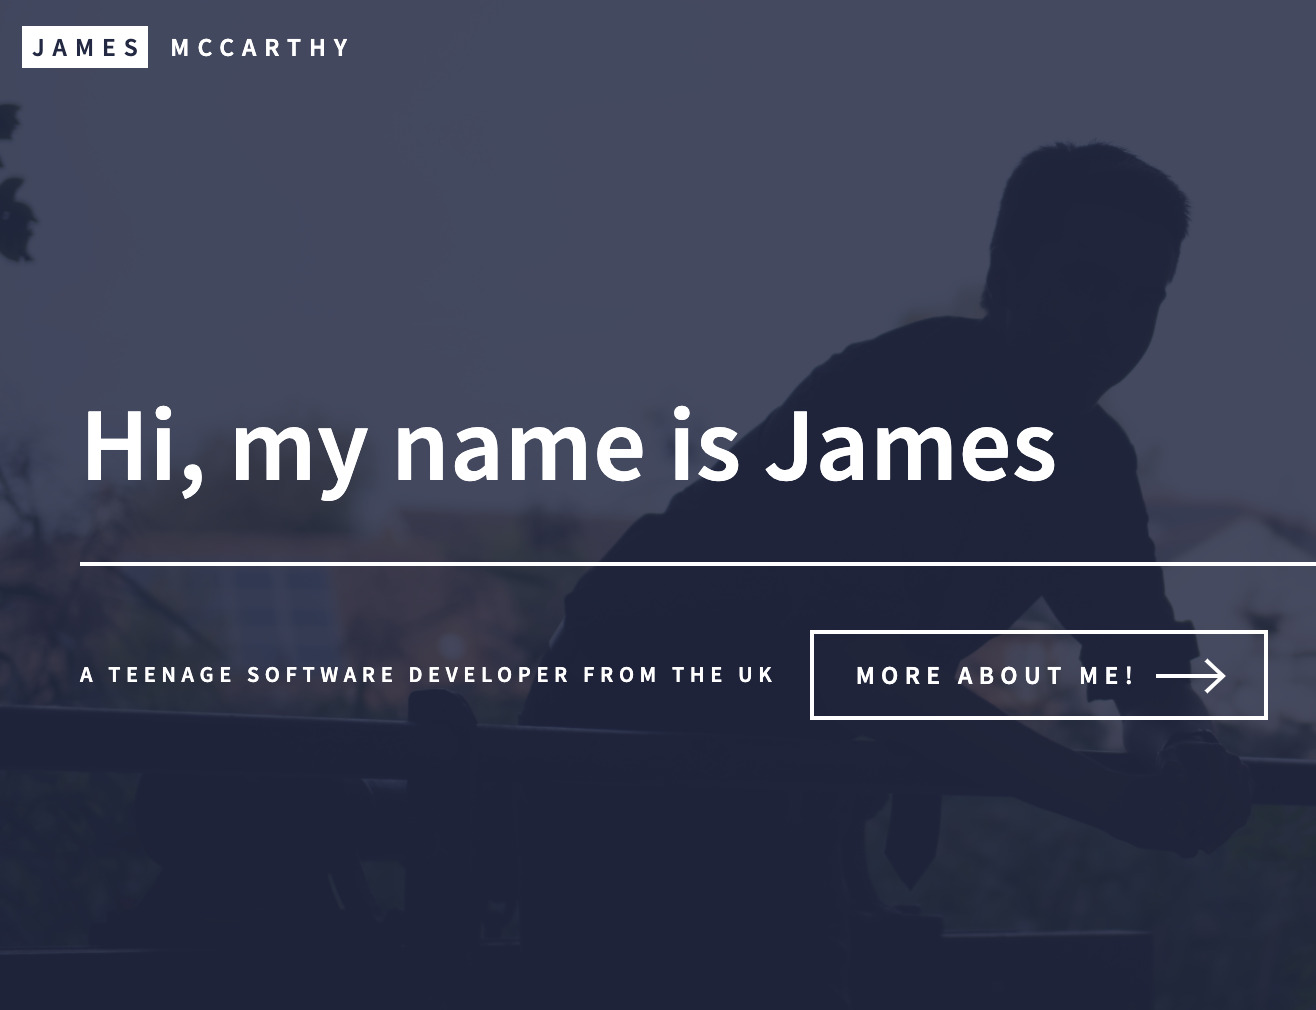 JAMES MCCARTHY
Hi, my name is James
A TEENAGE SOFTWARE DEVELOPER FROM THE UK
MORE ABOUT ME!